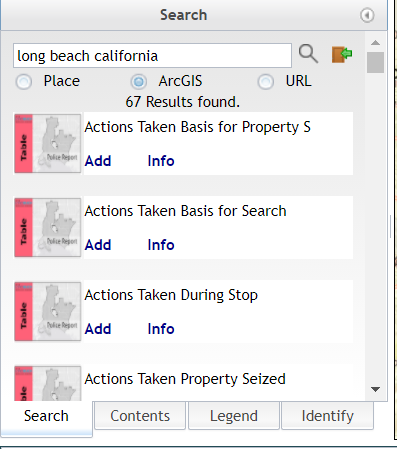 Search
long beach california
Place ArcGIS URL
67 Results found.
Table
Police Report
Actions Taken Basis for Property S
Add Info
Table
Police Report
Actions Taken Basis for Search
Add Info
Table
Police Report
Actions Taken During Stop
Add Info
Table
Actions Taken Property Seized
Search Contents Legend Identify